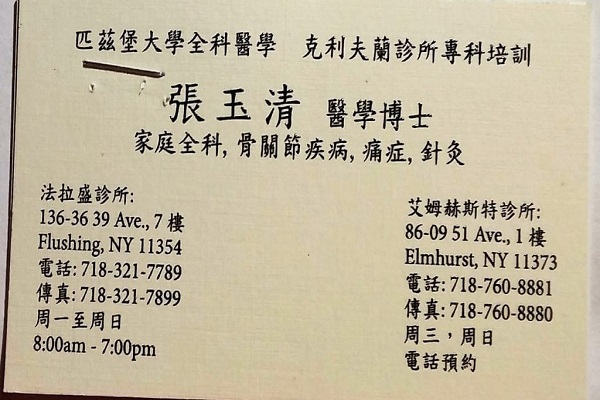 匹茲堡大學全科醫學 克利夫蘭診所專科培訓
張玉清 醫學博士
家庭全科, 骨關節疾病, 痛症, 針灸
法拉盛診所:
136-36 39 Ave., 7 樓
Flushing, NY 11354
電話: 718-321-7789
傳真: 718-321-7899
周一至周日
8:00am - 7:00pm
艾姆赫斯特診所:
86-09 51 Ave., 1 樓
Elmhurst, NY 11373
電話: 718-760-8881
傳真: 718-760-8880
周三，周日
電話預約